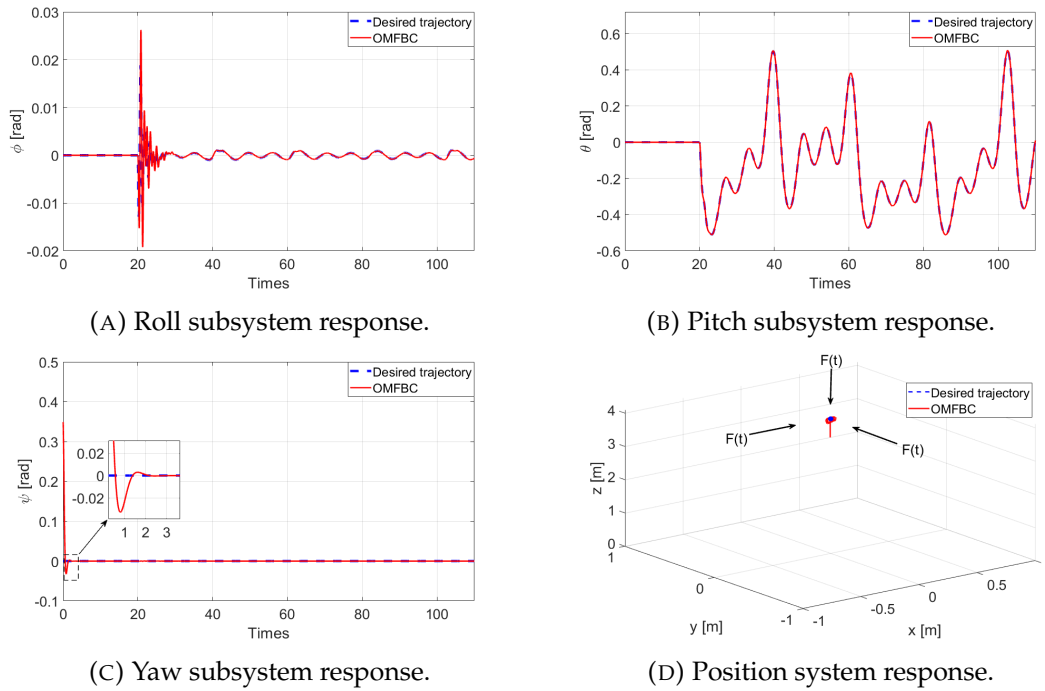 0.03
0.02
0.01
0
-0.01
-0.02
ϕ [rad]
0 20 40 60 80 100
Times
Desired trajectory
OMFBC
(A) Roll subsystem response.
0.6
0.4
0.2
0
-0.2
-0.4
-0.6
θ [rad]
0 20 40 60 80 100
Times
Desired trajectory
OMFBC
(B) Pitch subsystem response.
0.5
0.4
0.3
0.2
0.1
0
-0.1
ψ [rad]
0 20 40 60 80 100
Times
Desired trajectory
OMFBC
0.02
0
-0.02
1 2 3
(C) Yaw subsystem response.
F(t)
F(t)
F(t)
Desired trajectory
OMFBC
4
3
2
1
0
z [m]
1
0
-1
y [m]
-1
-0.5
0
0.5
x [m]
(D) Position system response.